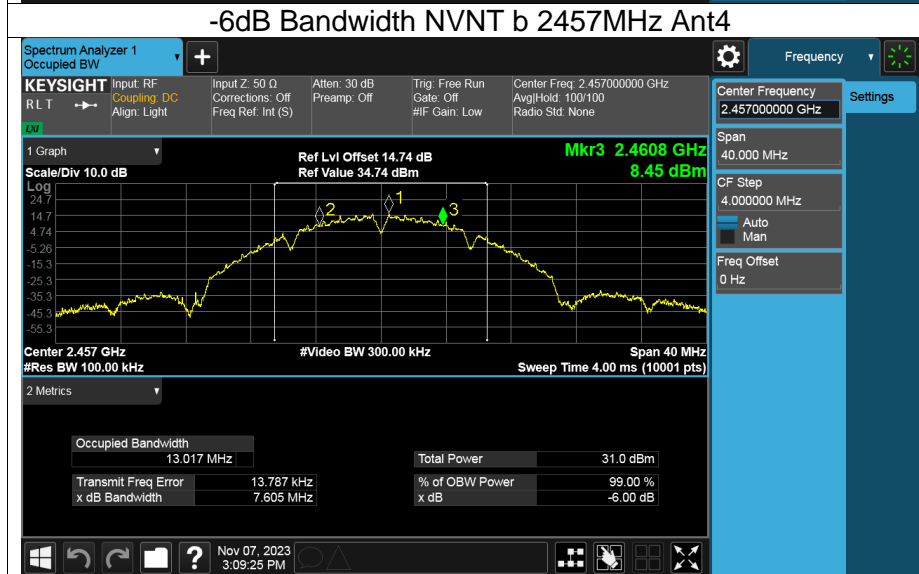 -6dB Bandwidth NVNT b 2457MHz Ant4
Spectrum Analyzer 1
Occupied BW
+
Frequency
KEYSIGHT
R L T
LXI
Input: RF
Coupling: DC
Align: Light
Input Z: 50 Ω
Corrections: Off
Freq Ref: Int (S)
Atten: 30 dB
Preamp: Off
Trig: Free Run
Gate: Off
#IF Gain: Low
Center Freq: 2.457000000 GHz
Avg|Hold: 100/100
Radio Std: None
Center Frequency
2.457000000 GHz
Settings
Span
40.000 MHz
CF Step
4.000000 MHz
Auto
Man
Freq Offset
0 Hz
1 Graph
Scale/Div 10.0 dB
Ref Lvl Offset 14.74 dB
Ref Value 34.74 dBm
Mkr3 2.4608 GHz
8.45 dBm
Log
24.7
14.7
4.74
-5.26
-15.3
-25.3
-35.3
-45.3
-55.3
2
1
3
Center 2.457 GHz
#Res BW 100.00 kHz
#Video BW 300.00 kHz
Span 40 MHz
Sweep Time 4.00 ms (10001 pts)
2 Metrics
Occupied Bandwidth
13.017 MHz
Transmit Freq Error 13.787 kHz
x dB Bandwidth 7.605 MHz
Total Power 31.0 dBm
% of OBW Power 99.00 %
x dB -6.00 dB
?
Nov 07, 2023
3:09:25 PM